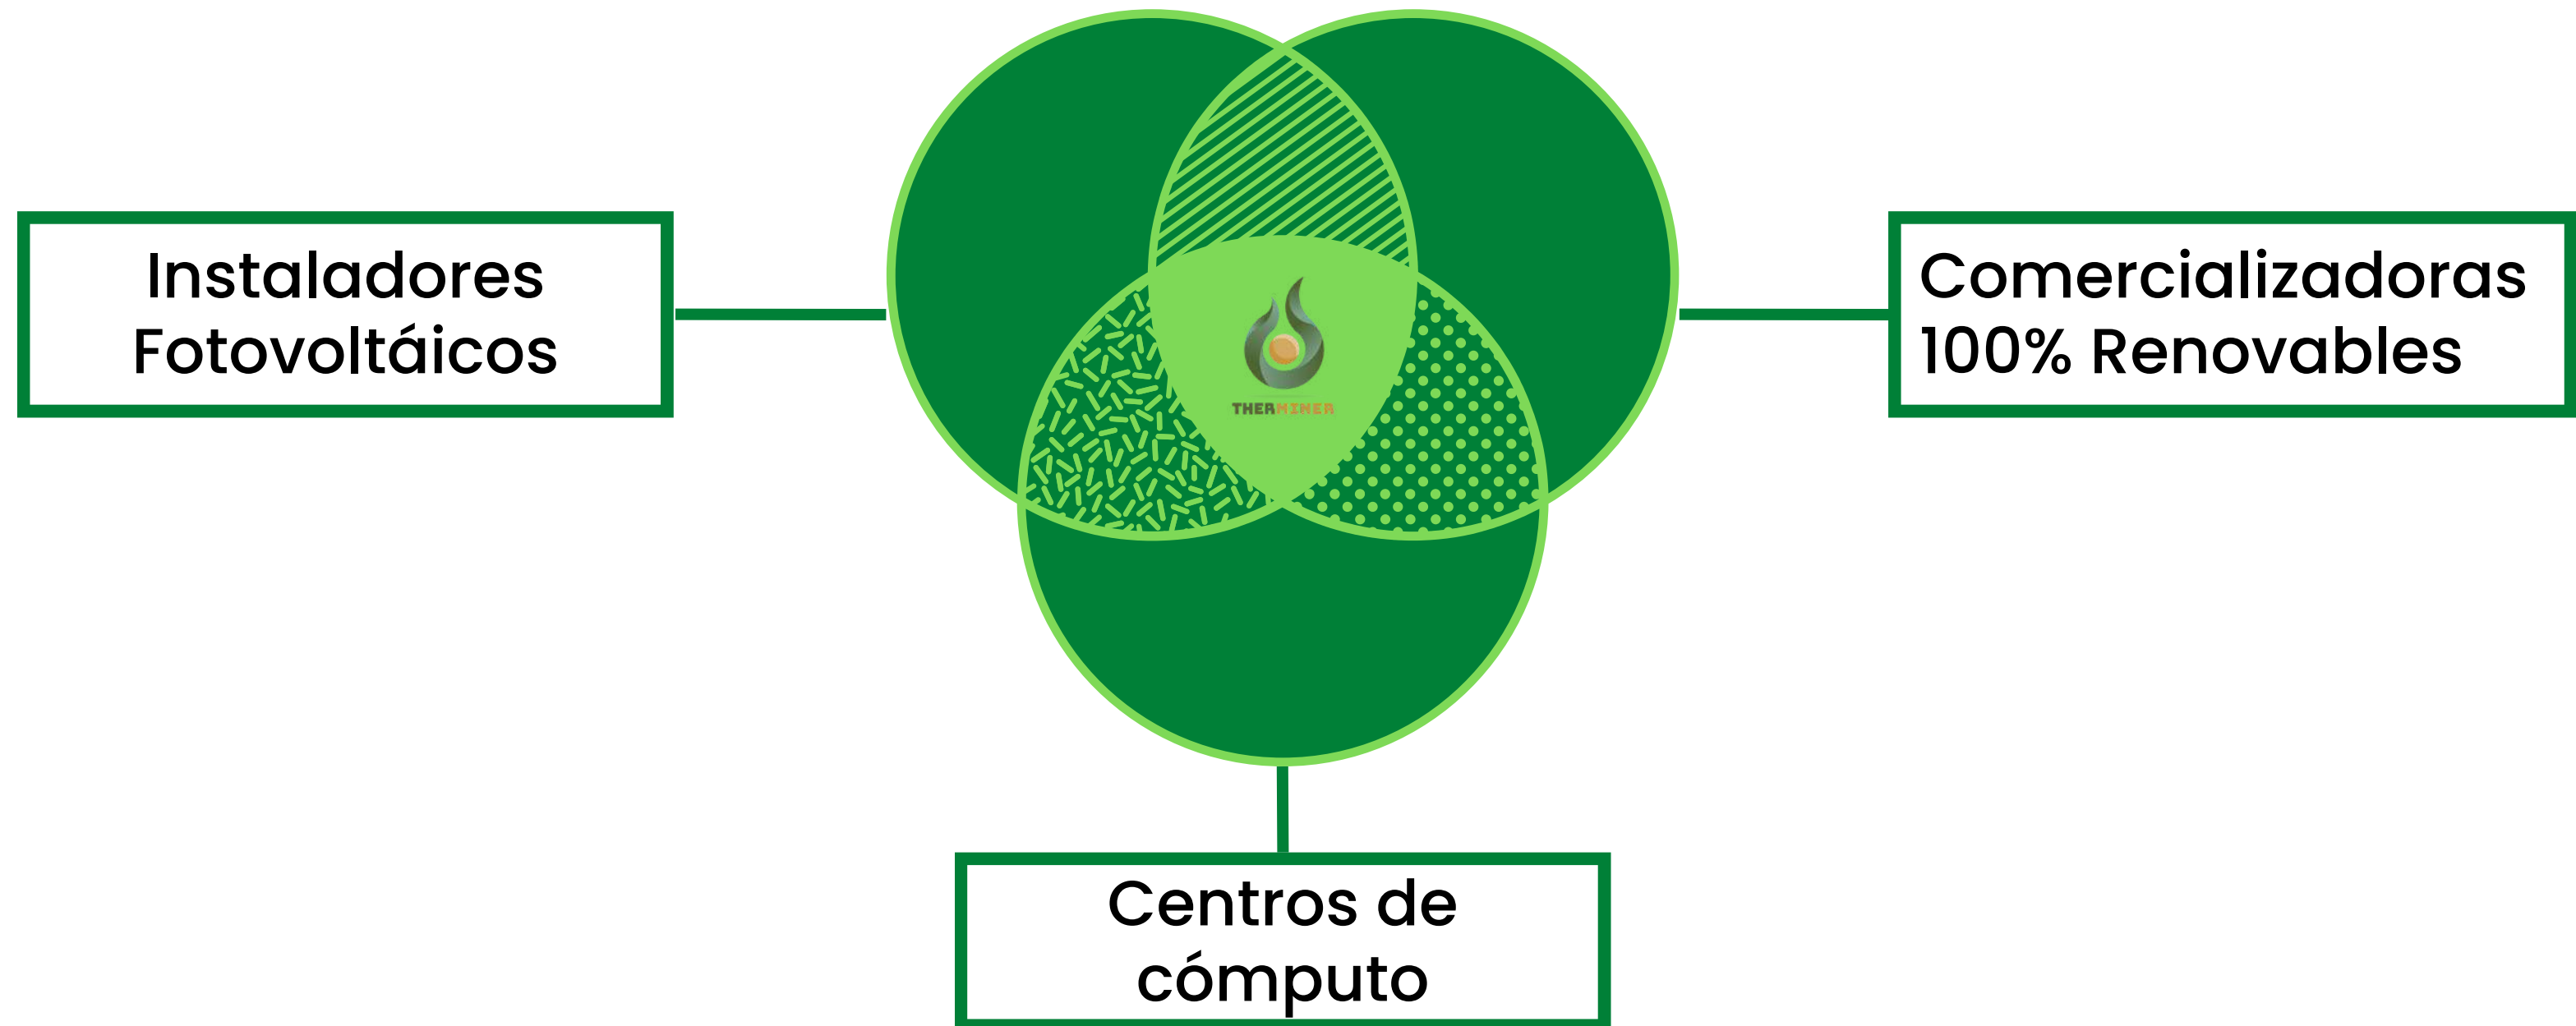 Instaladores
Fotovoltáicos
Comercializadoras
100% Renovables
THERMINER
Centros de
cómputo